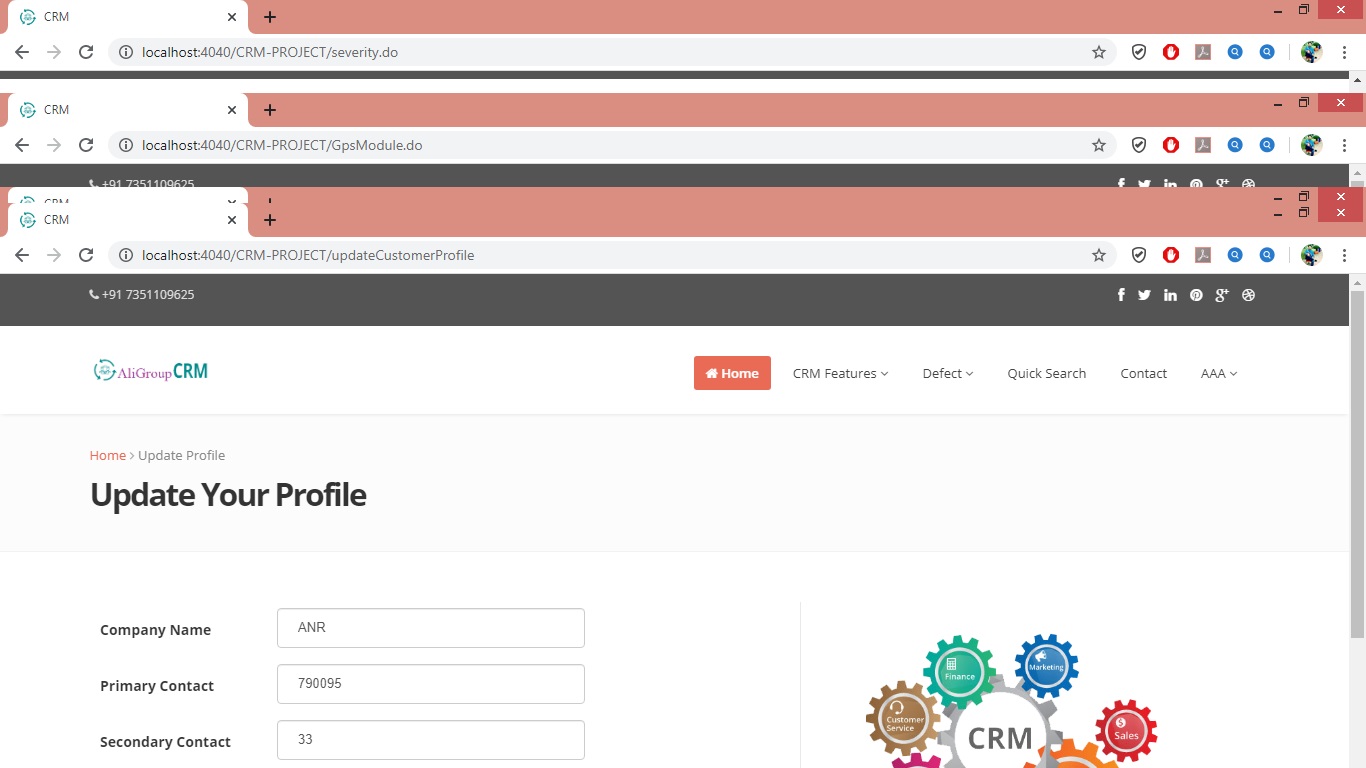 CRM
localhost:4040/CRM-PROJECT/severity.do
CRM
localhost:4040/CRM-PROJECT/GpsModule.do
+91 7351109625
CRM
CRM
localhost:4040/CRM-PROJECT/updateCustomerProfile
+91 7351109625
AliGroup CRM
Home CRM Features Defect Quick Search Contact AAA
Home > Update Profile
Update Your Profile
Company Name ANR
Primary Contact 790095
Secondary Contact 33
Finance
Marketing
Customer Service
CRM
$ Sales